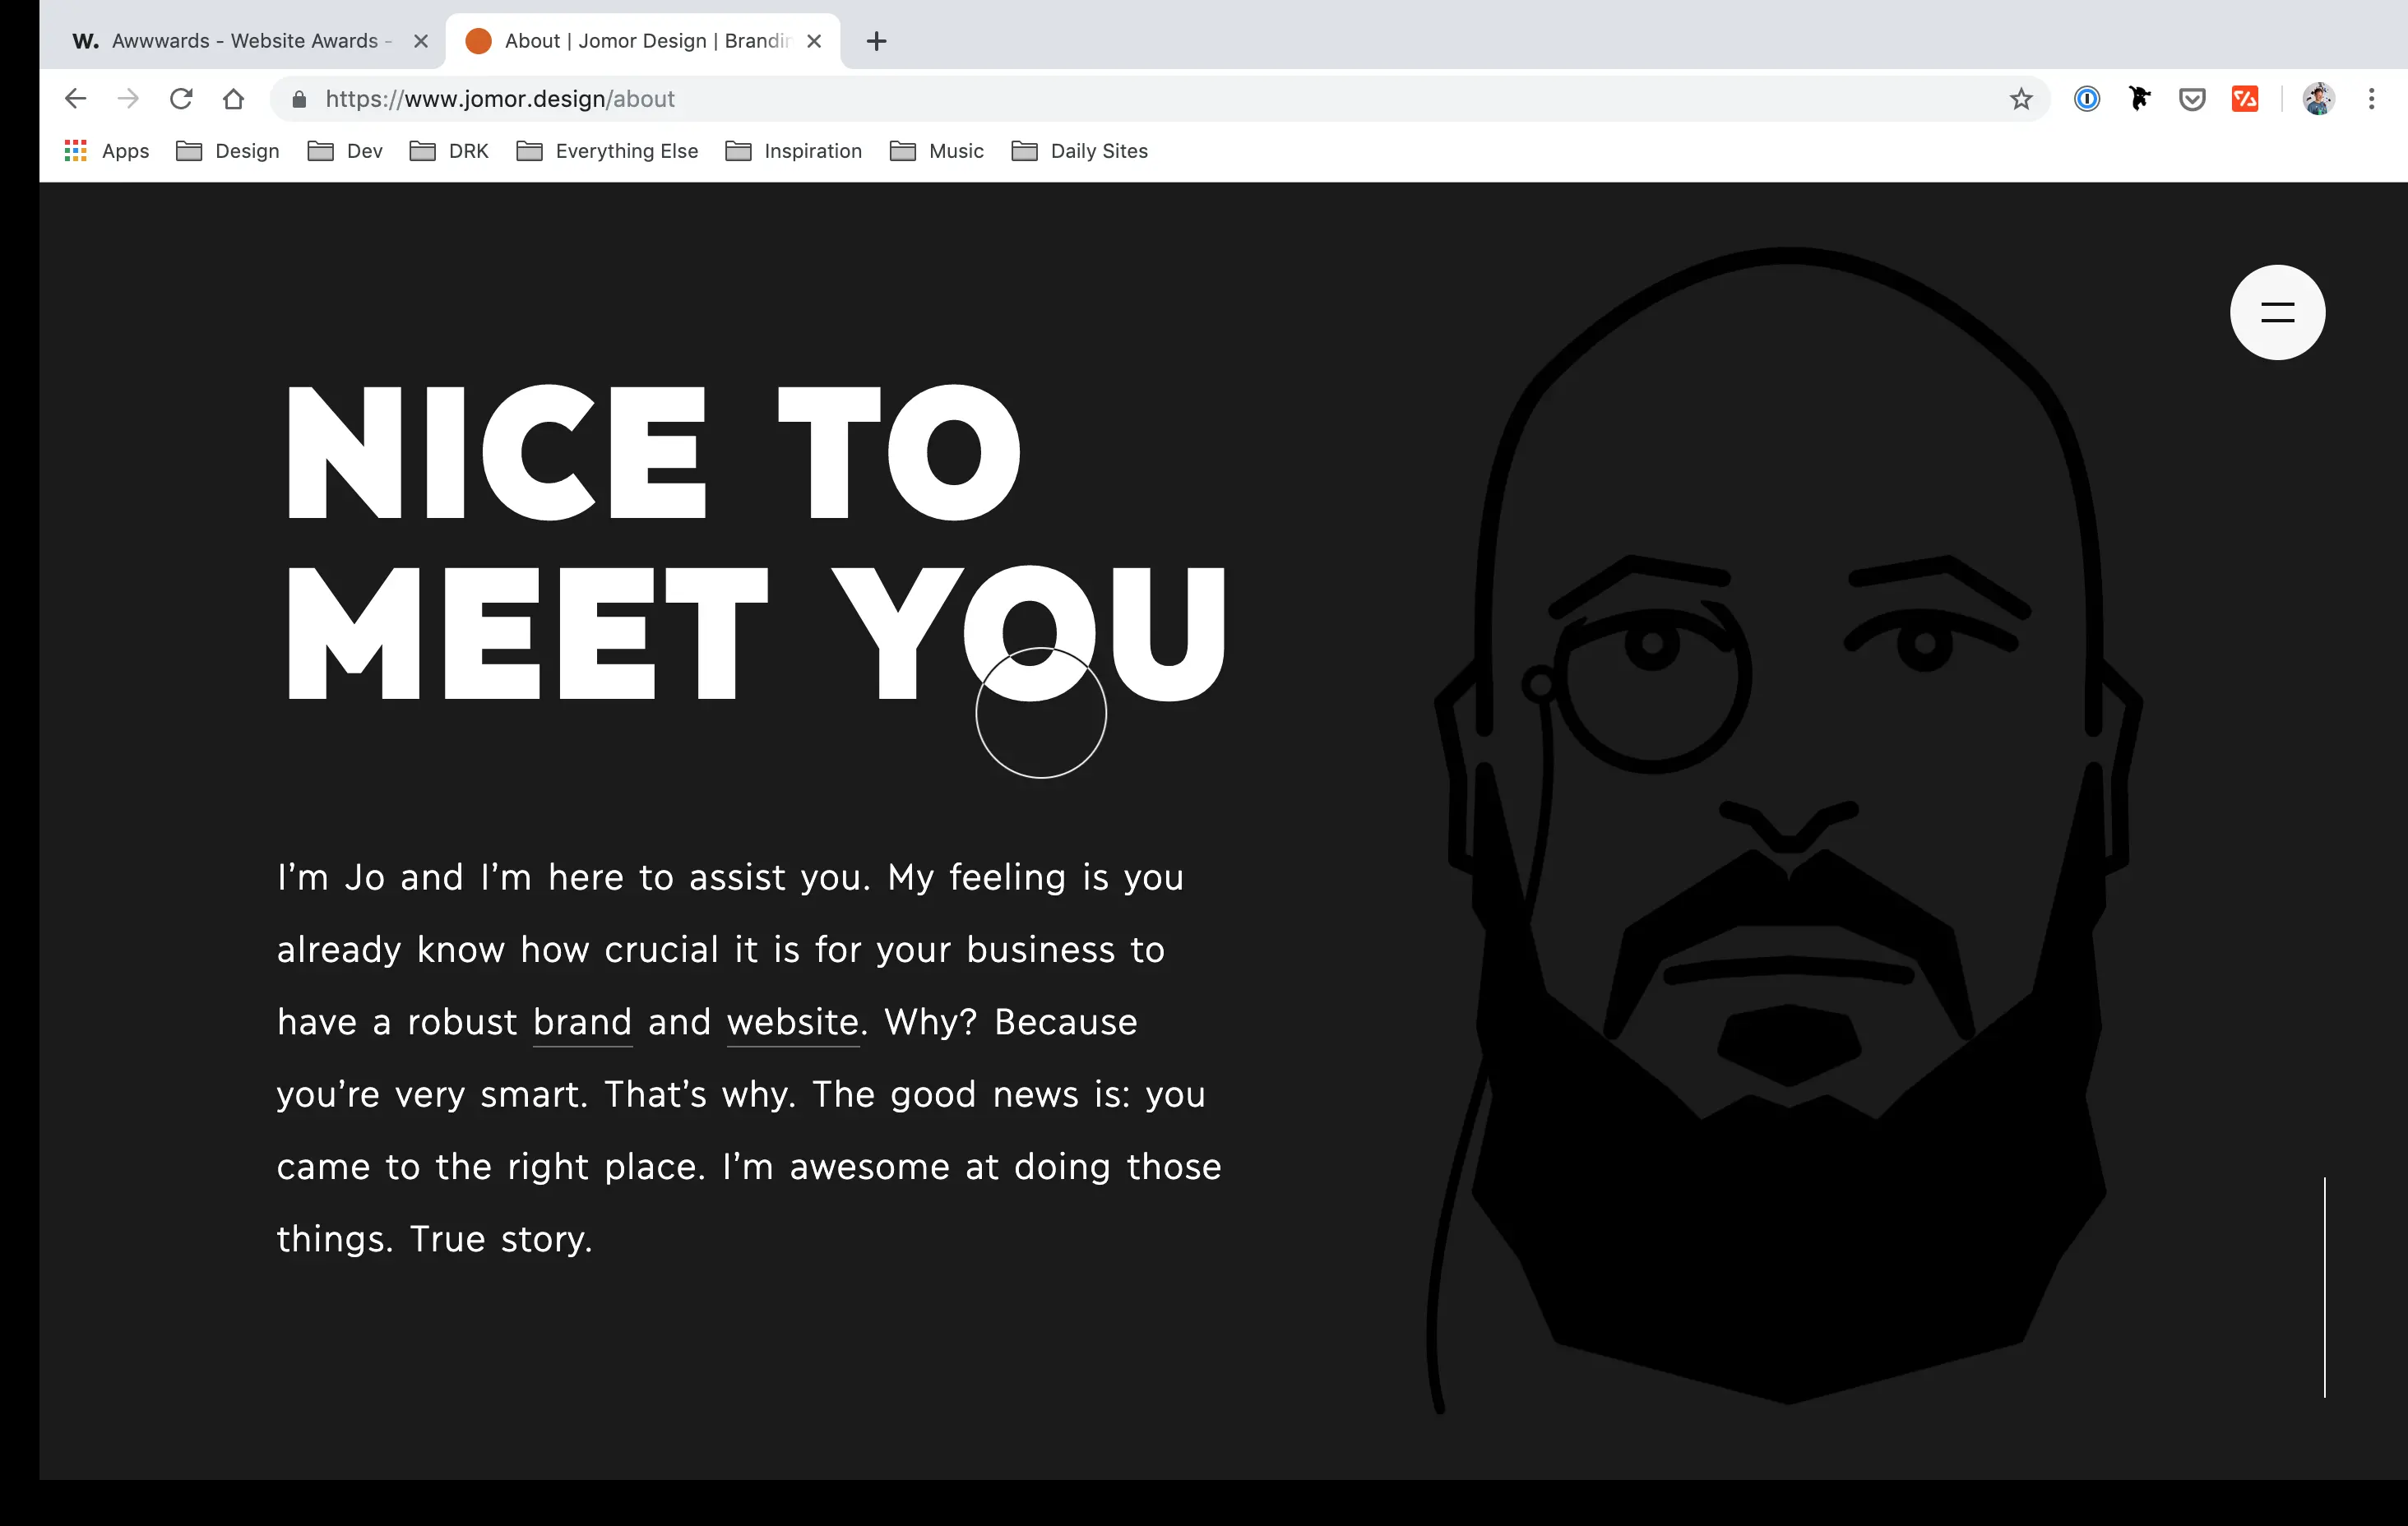 W. Awwwards - Website Awards -
About | Jomor Design | Brandin
https://www.jomor.design/about
Apps Design Dev DRK Everything Else Inspiration Music Daily Sites
NICE TO
MEET YOU
I’m Jo and I’m here to assist you. My feeling is you
already know how crucial it is for your business to
have a robust brand and website. Why? Because
you’re very smart. That’s why. The good news is: you
came to the right place. I’m awesome at doing those
things. True story.